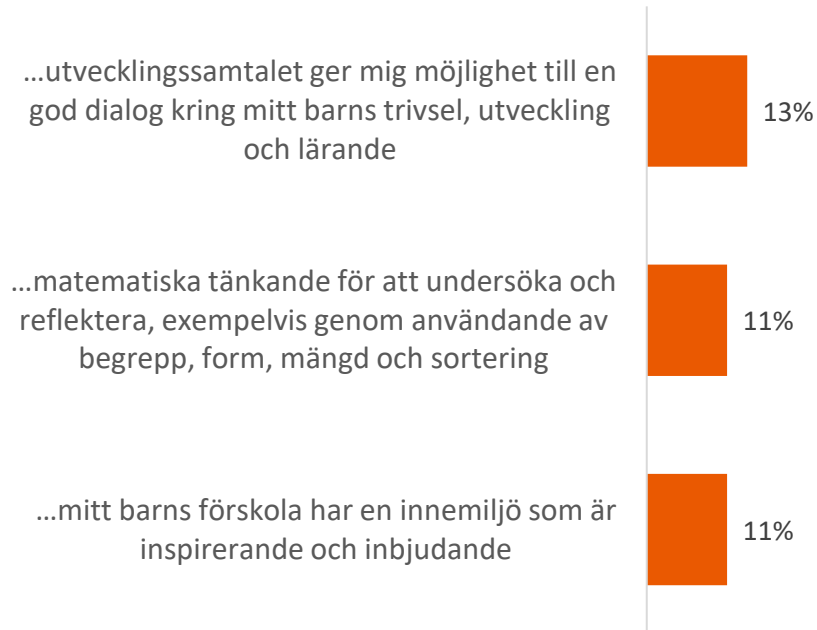 ...utvecklingssamtalet ger mig möjlighet till en
god dialog kring mitt barns trivsel, utveckling
och lärande
13%
...matematiska tänkande för att undersöka och
reflektera, exempelvis genom användande av
begrepp, form, mängd och sortering
11%
...mitt barns förskola har en innemiljö som är
inspirerande och inbjudande
11%